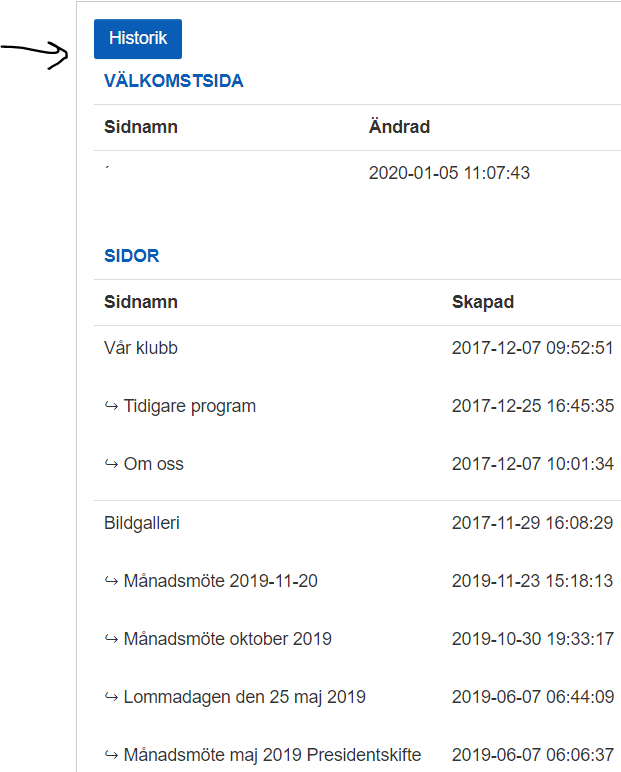 Historik
VÄLKOMSTSIDA
Sidnamn Ändrad
´ 2020-01-05 11:07:43
SIDOR
Sidnamn Skapad
Vår klubb 2017-12-07 09:52:51
↪ Tidigare program 2017-12-25 16:45:35
↪ Om oss 2017-12-07 10:01:34
Bildgalleri 2017-11-29 16:08:29
↪ Månadsmöte 2019-11-20 2019-11-23 15:18:13
↪ Månadsmöte oktober 2019 2019-10-30 19:33:17
↪ Lommadagen den 25 maj 2019 2019-06-07 06:44:09
↪ Månadsmöte maj 2019 Presidentskifte 2019-06-07 06:06:37